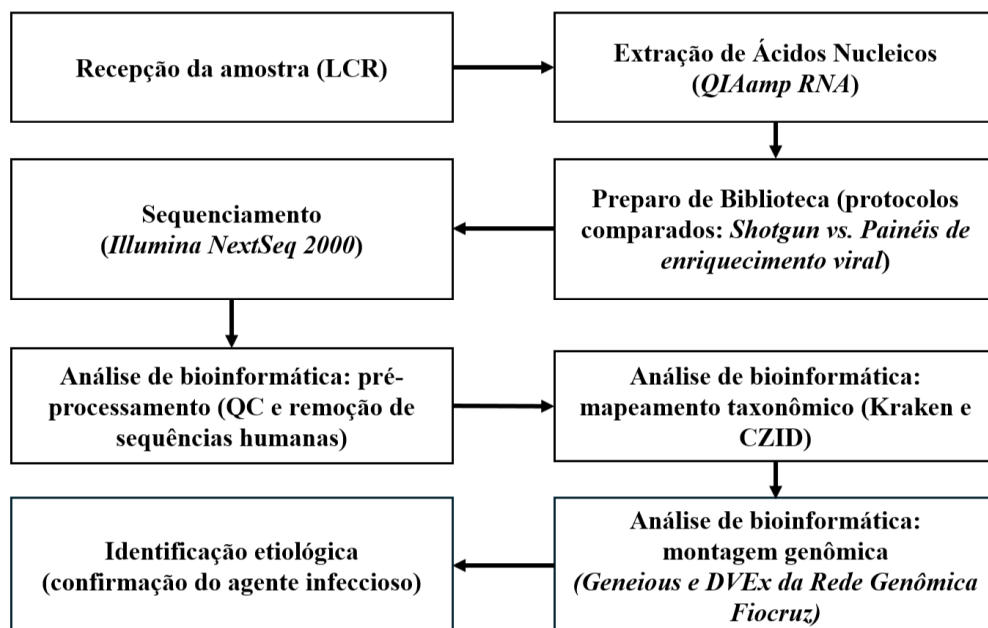 Recepção da amostra (LCR)
Extração de Ácidos Nucleicos
(QIAamp RNA)
Preparo de Biblioteca (protocolos
comparados: Shotgun vs. Painéis de
enriquecimento viral)
Sequenciamento
(Illumina NextSeq 2000)
Análise de bioinformática: pré-
processamento (QC e remoção de
sequências humanas)
Análise de bioinformática:
mapeamento taxonômico (Kraken e
CZID)
Análise de bioinformática:
montagem genômica
(Geneious e DVEx da Rede Genômica
Fiocruz)
Identificação etiológica
(confirmação do agente infeccioso)